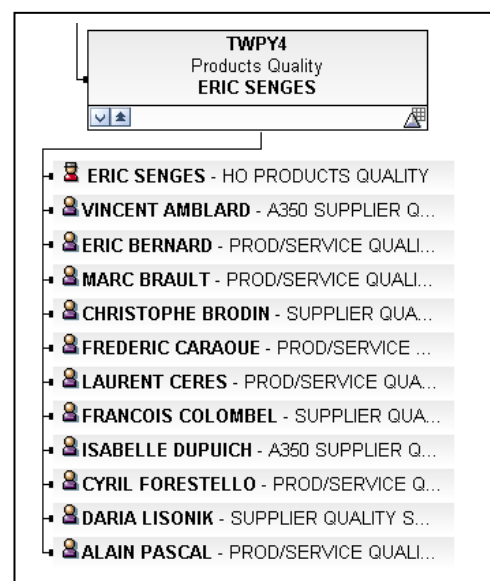 TWPY4
Products Quality
ERIC SENGES
ERIC SENGES - HO PRODUCTS QUALITY
VINCENT AMBLARD - A350 SUPPLIER Q...
ERIC BERNARD - PROD/SERVICE QUALI...
MARC BRAULT - PROD/SERVICE QUALI...
CHRISTOPHE BRODIN - SUPPLIER QUA...
FREDERIC CARAOUE - PROD/SERVICE ...
LAURENT CERES - PROD/SERVICE QUA...
FRANCOIS COLOMBEL - SUPPLIER QUA...
ISABELLE DUPUICH - A350 SUPPLIER Q...
CYRIL FORESTELLO - PROD/SERVICE Q...
DARIA LISONIK - SUPPLIER QUALITY S...
ALAIN PASCAL - PROD/SERVICE QUALI...